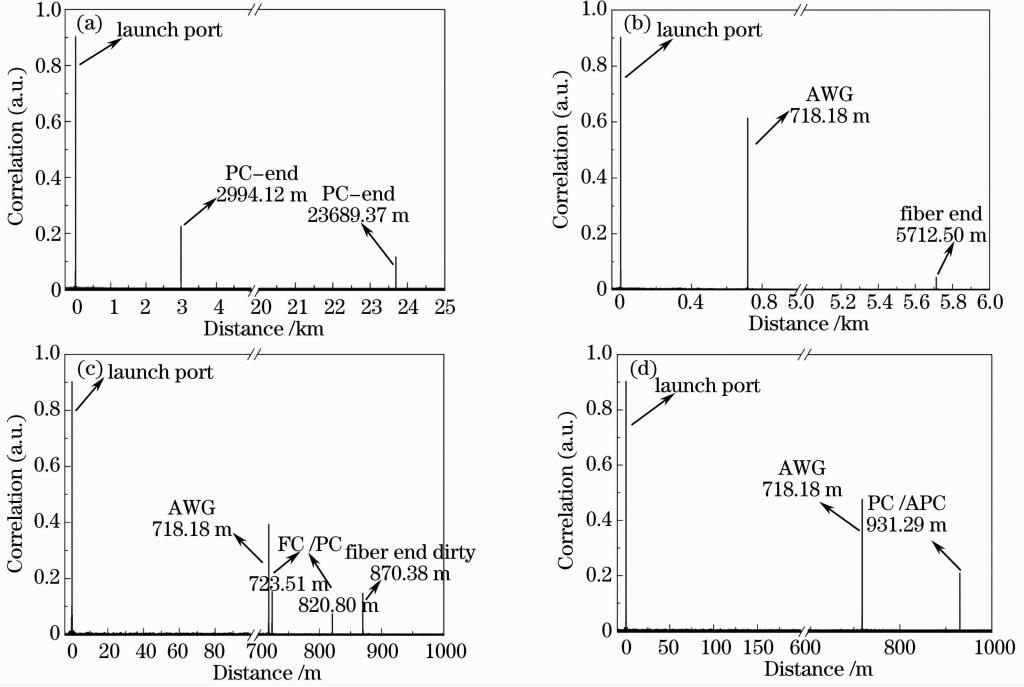 (a)
1.0
0.8
0.6
0.4
0.2
0
Correlation (a.u.)
launch port
PC-end
2994.12 m
PC-end
23689.37 m
0 1 2 3 4 20 21 22 23 24 25
Distance /km
(b)
1.0
0.8
0.6
0.4
0.2
0
Correlation (a.u.)
launch port
AWG
718.18 m
fiber end
5712.50 m
0 0.4 0.8 5.0 5.2 5.4 5.6 5.8 6.0
Distance /km
(c)
1.0
0.8
0.6
0.4
0.2
0
Correlation (a.u.)
launch port
AWG
718.18 m
FC /PC
723.51 m
820.80 m
fiber end dirty
870.38 m
0 20 40 60 80 700 800 900 1000
Distance /m
(d)
1.0
0.8
0.6
0.4
0.2
0
Correlation (a.u.)
launch port
AWG
718.18 m
PC /APC
931.29 m
0 50 100 150 600 800 1000
Distance /m